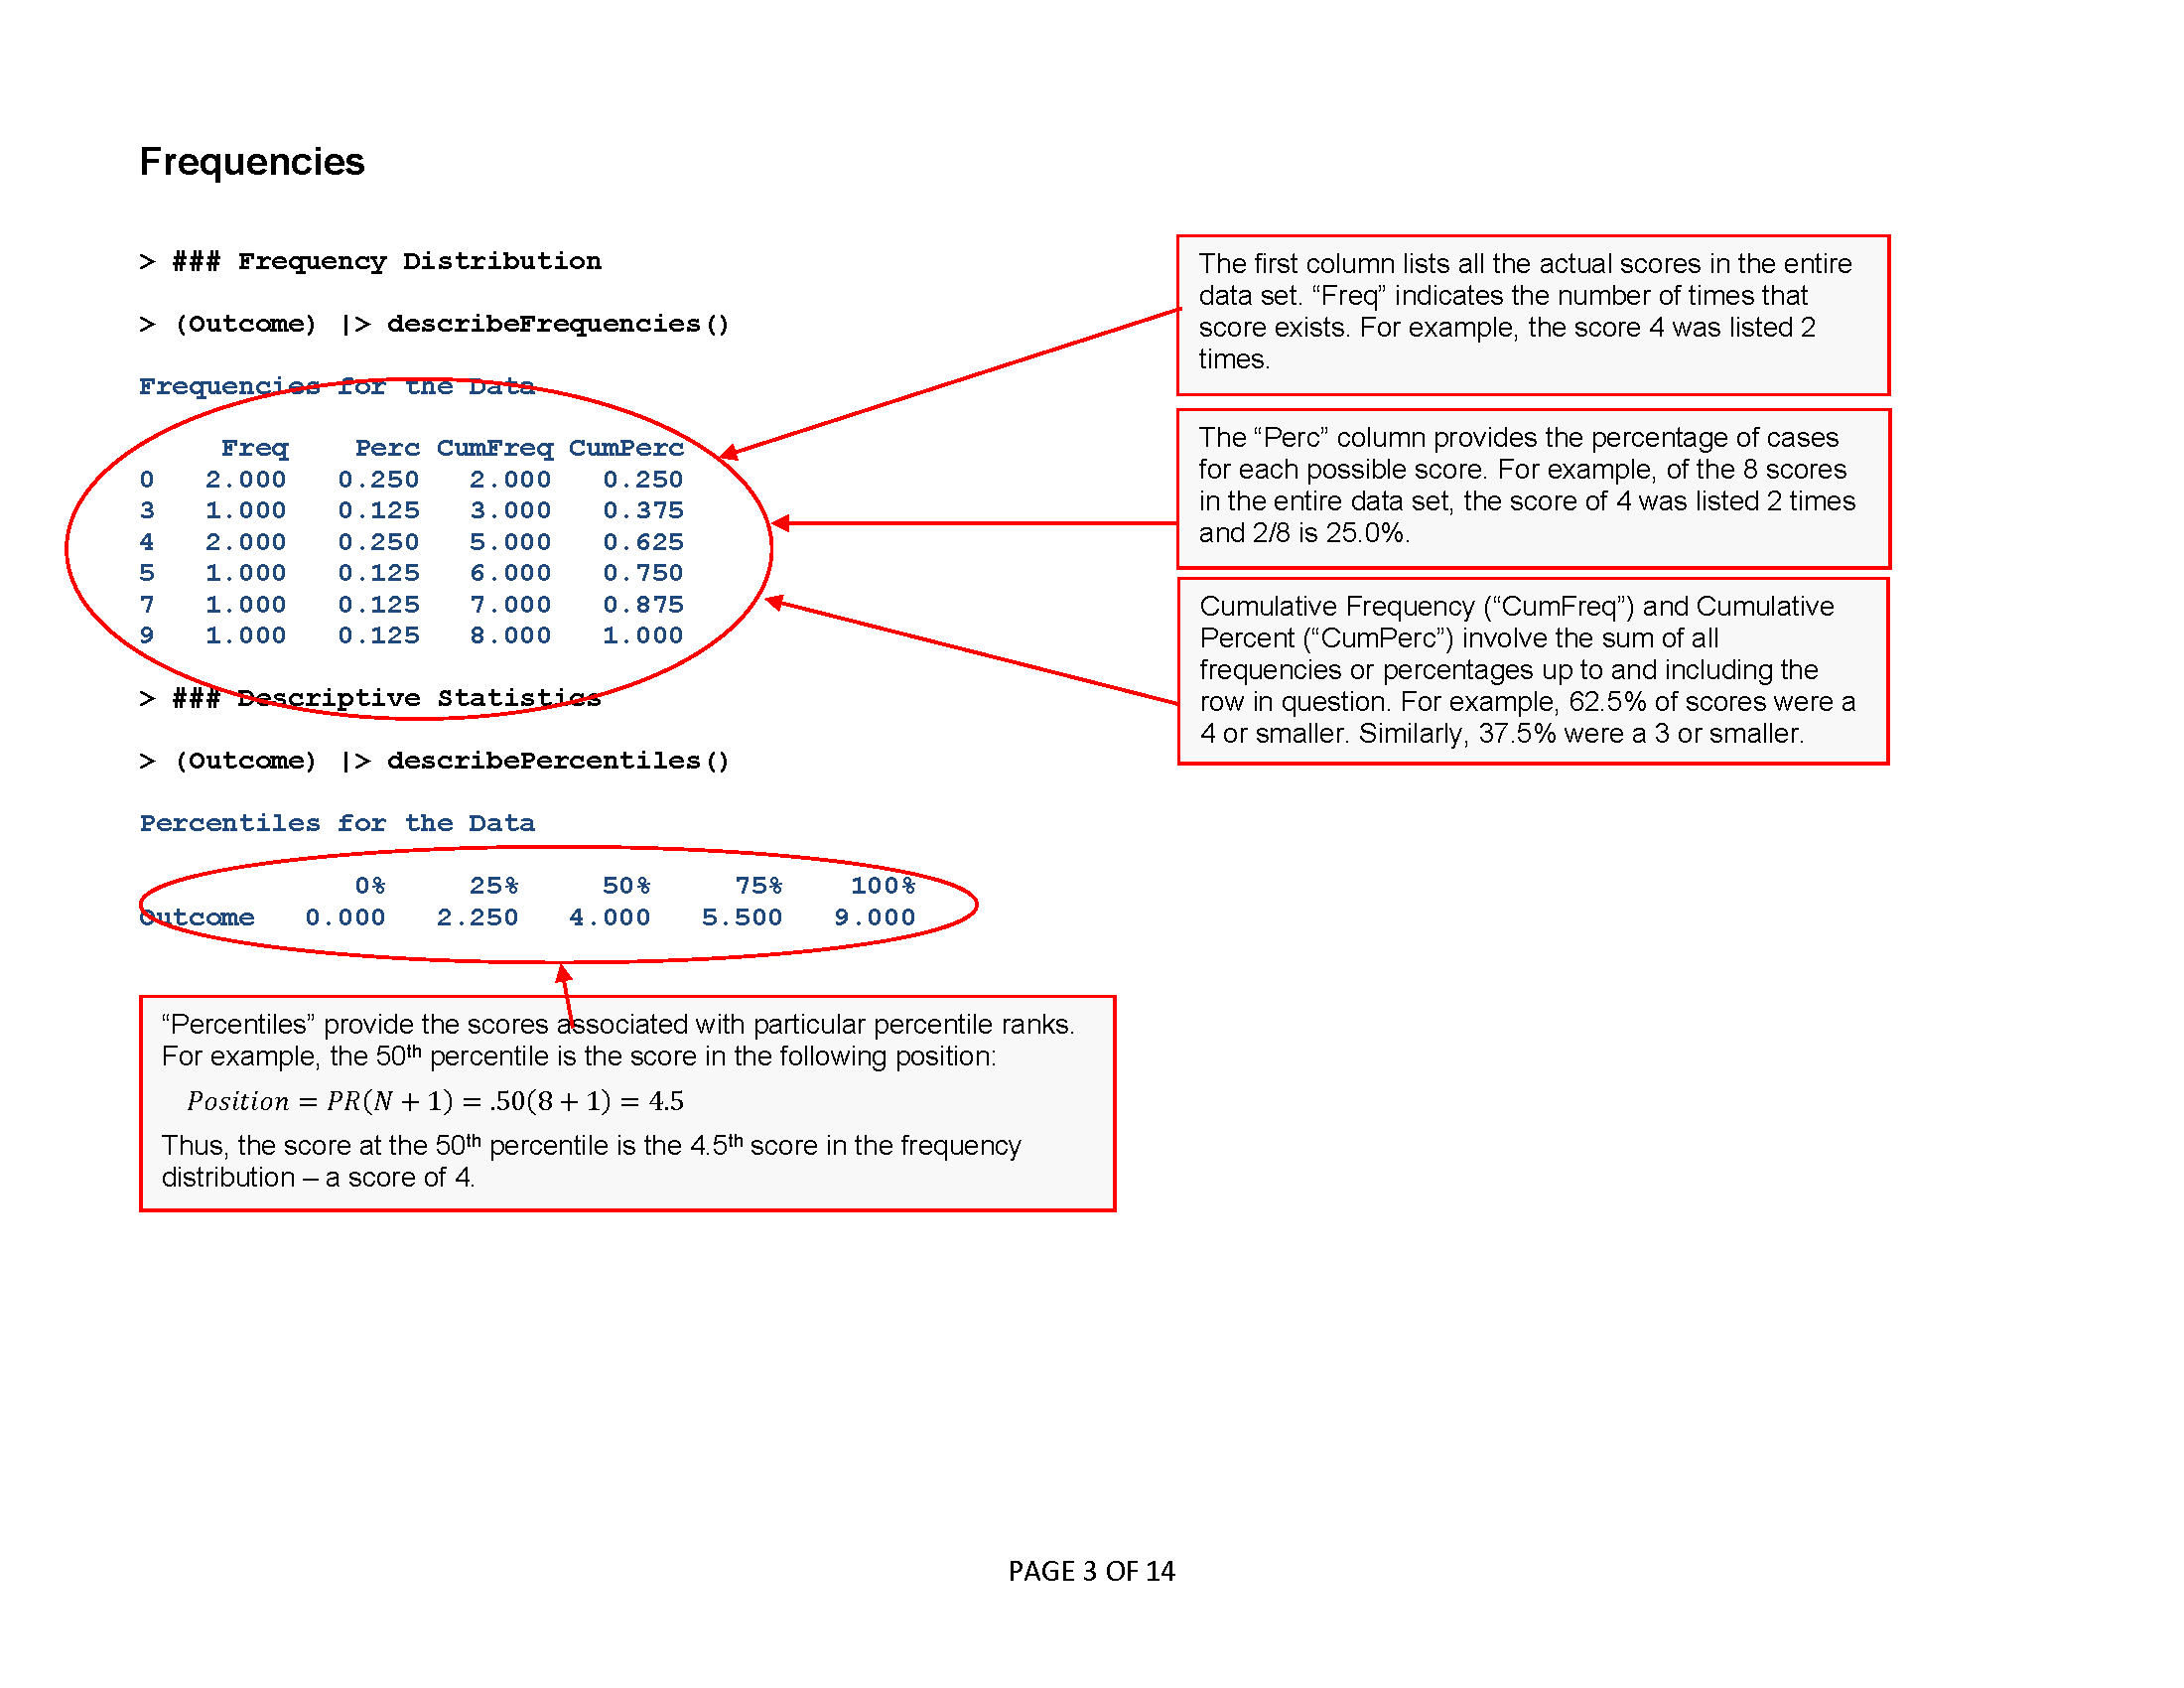 Frequencies
> ### Frequency Distribution
> (Outcome) |> describeFrequencies()
Frequencies for the Data
Freq Perc CumFreq CumPerc
0 2.000 0.250 2.000 0.250
3 1.000 0.125 3.000 0.375
4 2.000 0.250 5.000 0.625
5 1.000 0.125 6.000 0.750
7 1.000 0.125 7.000 0.875
9 1.000 0.125 8.000 1.000
> ### Descriptive Statistics
> (Outcome) |> describePercentiles()
Percentiles for the Data
0% 25% 50% 75% 100%
Outcome 0.000 2.250 4.000 5.500 9.000
The first column lists all the actual scores in the entire
data set. “Freq” indicates the number of times that
score exists. For example, the score 4 was listed 2
times.
The “Perc” column provides the percentage of cases
for each possible score. For example, of the 8 scores
in the entire data set, the score of 4 was listed 2 times
and 2/8 is 25.0%.
Cumulative Frequency (“CumFreq”) and Cumulative
Percent (“CumPerc”) involve the sum of all
frequencies or percentages up to and including the
row in question. For example, 62.5% of scores were a
4 or smaller. Similarly, 37.5% were a 3 or smaller.
“Percentiles” provide the scores associated with particular percentile ranks.
For example, the 50th percentile is the score in the following position:
Position = PR(N + 1) = .50(8 + 1) = 4.5
Thus, the score at the 50th percentile is the 4.5th score in the frequency
distribution – a score of 4.
PAGE 3 OF 14